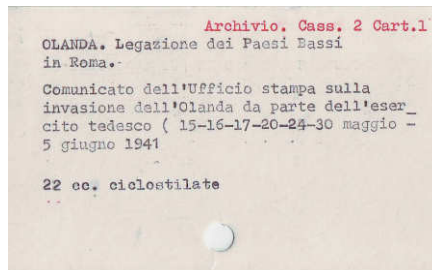 Archivio. Cass. 2 Cart.1
OLANDA. Legazione dei Paesi Bassi
in Roma.
Comunicato dell'Ufficio stampa sulla
invasione dell'Olanda da parte dell'eser_
cito tedesco ( 15-16-17-20-24-30 maggio -
5 giugno 1941
22 cc. ciclostilate